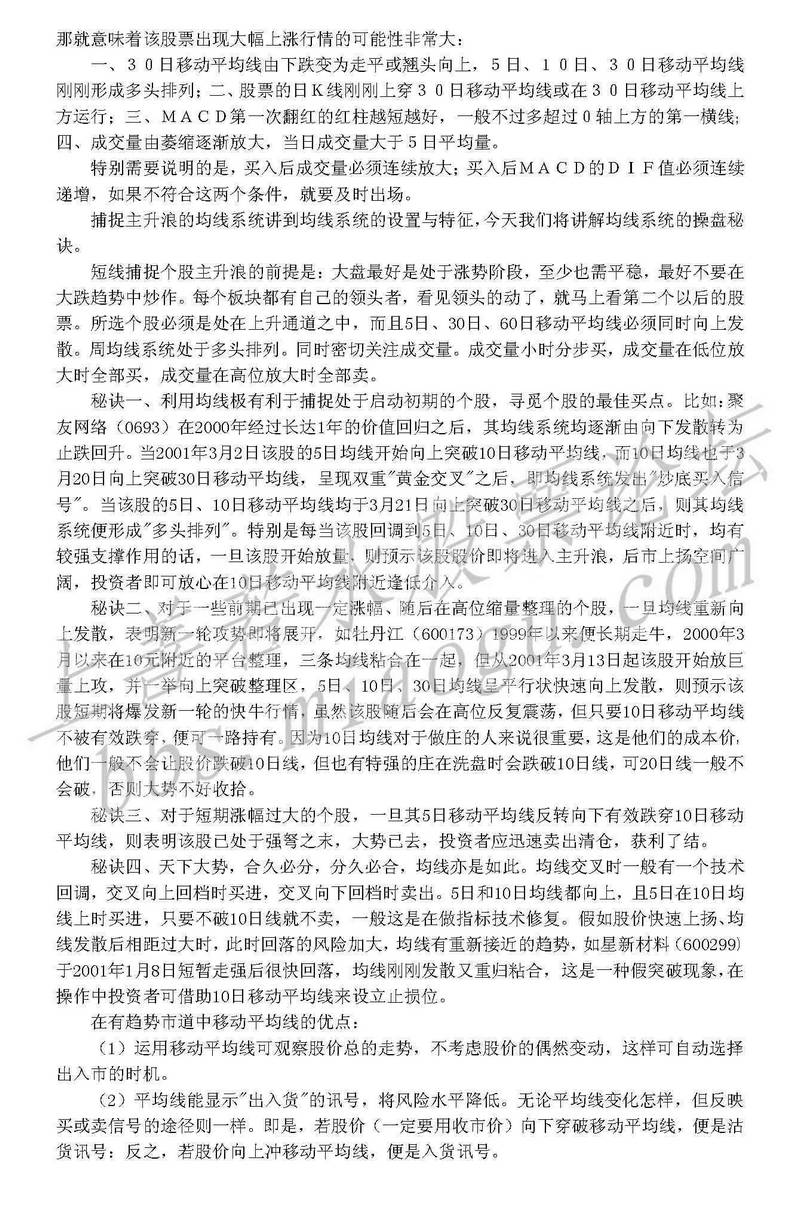 那就意味着该股票出现大幅上涨行情的可能性非常大：
一、３０日移动平均线由下跌变为走平或翘头向上，５日、１０日、３０日移动平均线
刚刚形成多头排列；二、股票的日Ｋ线刚刚上穿３０日移动平均线或在３０日移动平均线上
方运行；三、ＭＡＣＤ第一次翻红的红柱越短越好，一般不过多超过０轴上方的第一横线；
四、成交量由萎缩逐渐放大，当日成交量大于５日平均量。
特别需要说明的是，买入后成交量必须连续放大；买入后ＭＡＣＤ的ＤＩＦ值必须连续
递增，如果不符合这两个条件，就要及时出场。
捕捉主升浪的均线系统讲到均线系统的设置与特征，今天我们将讲解均线系统的操盘秘
诀。
短线捕捉个股主升浪的前提是：大盘最好是处于涨势阶段，至少也需平稳，最好不要在
大跌趋势中炒作。每个板块都有自己的领头者，看见领头的动了，就马上看第二个以后的股
票。所选个股必须是处在上升通道之中，而且5日、30日、60日移动平均线必须同时向上发
散。周均线系统处于多头排列。同时密切关注成交量。成交量小时分步买，成交量在低位放
大时全部买，成交量在高位放大时全部卖。
秘诀一、利用均线极有利于捕捉处于启动初期的个股，寻觅个股的最佳买点。比如：聚
友网络（0693）在2000年经过长达1年的价值回归之后，其均线系统均逐渐由向下发散转为
止跌回升。当2001年3月2日该股的5日均线开始向上突破10日移动平均线，而10日均线也于3
月20日向上突破30日移动平均线，呈现双重"黄金交叉"之后，即均线系统发出"抄底买入信
号"。当该股的5日、10日移动平均线均于3月21日向上突破30日移动平均线之后，则其均线
系统便形成"多头排列"。特别是每当该股回调到5日、10日、30日移动平均线附近时，均有
较强支撑作用的话，一旦该股开始放量，则预示该股股价即将进入主升浪，后市上扬空间广
阔，投资者即可放心在10日移动平均线附近逢低介入。
秘诀二、对于一些前期已出现一定涨幅、随后在高位缩量整理的个股，一旦均线重新向
上发散，表明新一轮攻势即将展开，如牡丹江（600173）1999年以来便长期走牛，2000年3
月以来在10元附近的平台整理，三条均线粘合在一起，但从2001年3月13日起该股开始放巨
量上攻，并一举向上突破整理区，5日、10日、30日均线呈平行状快速向上发散，则预示该
股短期将爆发新一轮的快牛行情，虽然该股随后会在高位反复震荡，但只要10日移动平均线
不被有效跌穿，便可一路持有。因为10日均线对于做庄的人来说很重要，这是他们的成本价，
他们一般不会让股价跌破10日线，但也有特强的庄在洗盘时会跌破10日线，可20日线一般不
会破，否则大势不好收拾。
秘诀三、对于短期涨幅过大的个股，一旦其5日移动平均线反转向下有效跌穿10日移动
平均线，则表明该股已处于强弩之末，大势已去，投资者应迅速卖出清仓，获利了结。
秘诀四、天下大势，合久必分，分久必合，均线亦是如此。均线交叉时一般有一个技术
回调，交叉向上回档时买进，交叉向下回档时卖出。5日和10日均线都向上，且5日在10日均
线上时买进，只要不破10日线就不卖，一般这是在做指标技术修复。假如股价快速上扬、均
线发散后相距过大时，此时回落的风险加大，均线有重新接近的趋势，如星新材料（600299）
于2001年1月8日短暂走强后很快回落，均线刚刚发散又重归粘合，这是一种假突破现象，在
操作中投资者可借助10日移动平均线来设立止损位。
在有趋势市道中移动平均线的优点：
（1）运用移动平均线可观察股价总的走势，不考虑股价的偶然变动，这样可自动选择
出入市的时机。
（2）平均线能显示"出入货"的讯号，将风险水平降低。无论平均线变化怎样，但反映
买或卖信号的途径则一样。即是，若股价（一定要用收市价）向下穿破移动平均线，便是沽
货讯号：反之，若股价向上冲移动平均线，便是入货讯号。
上善若水股票论坛
bbs.miaogu.com